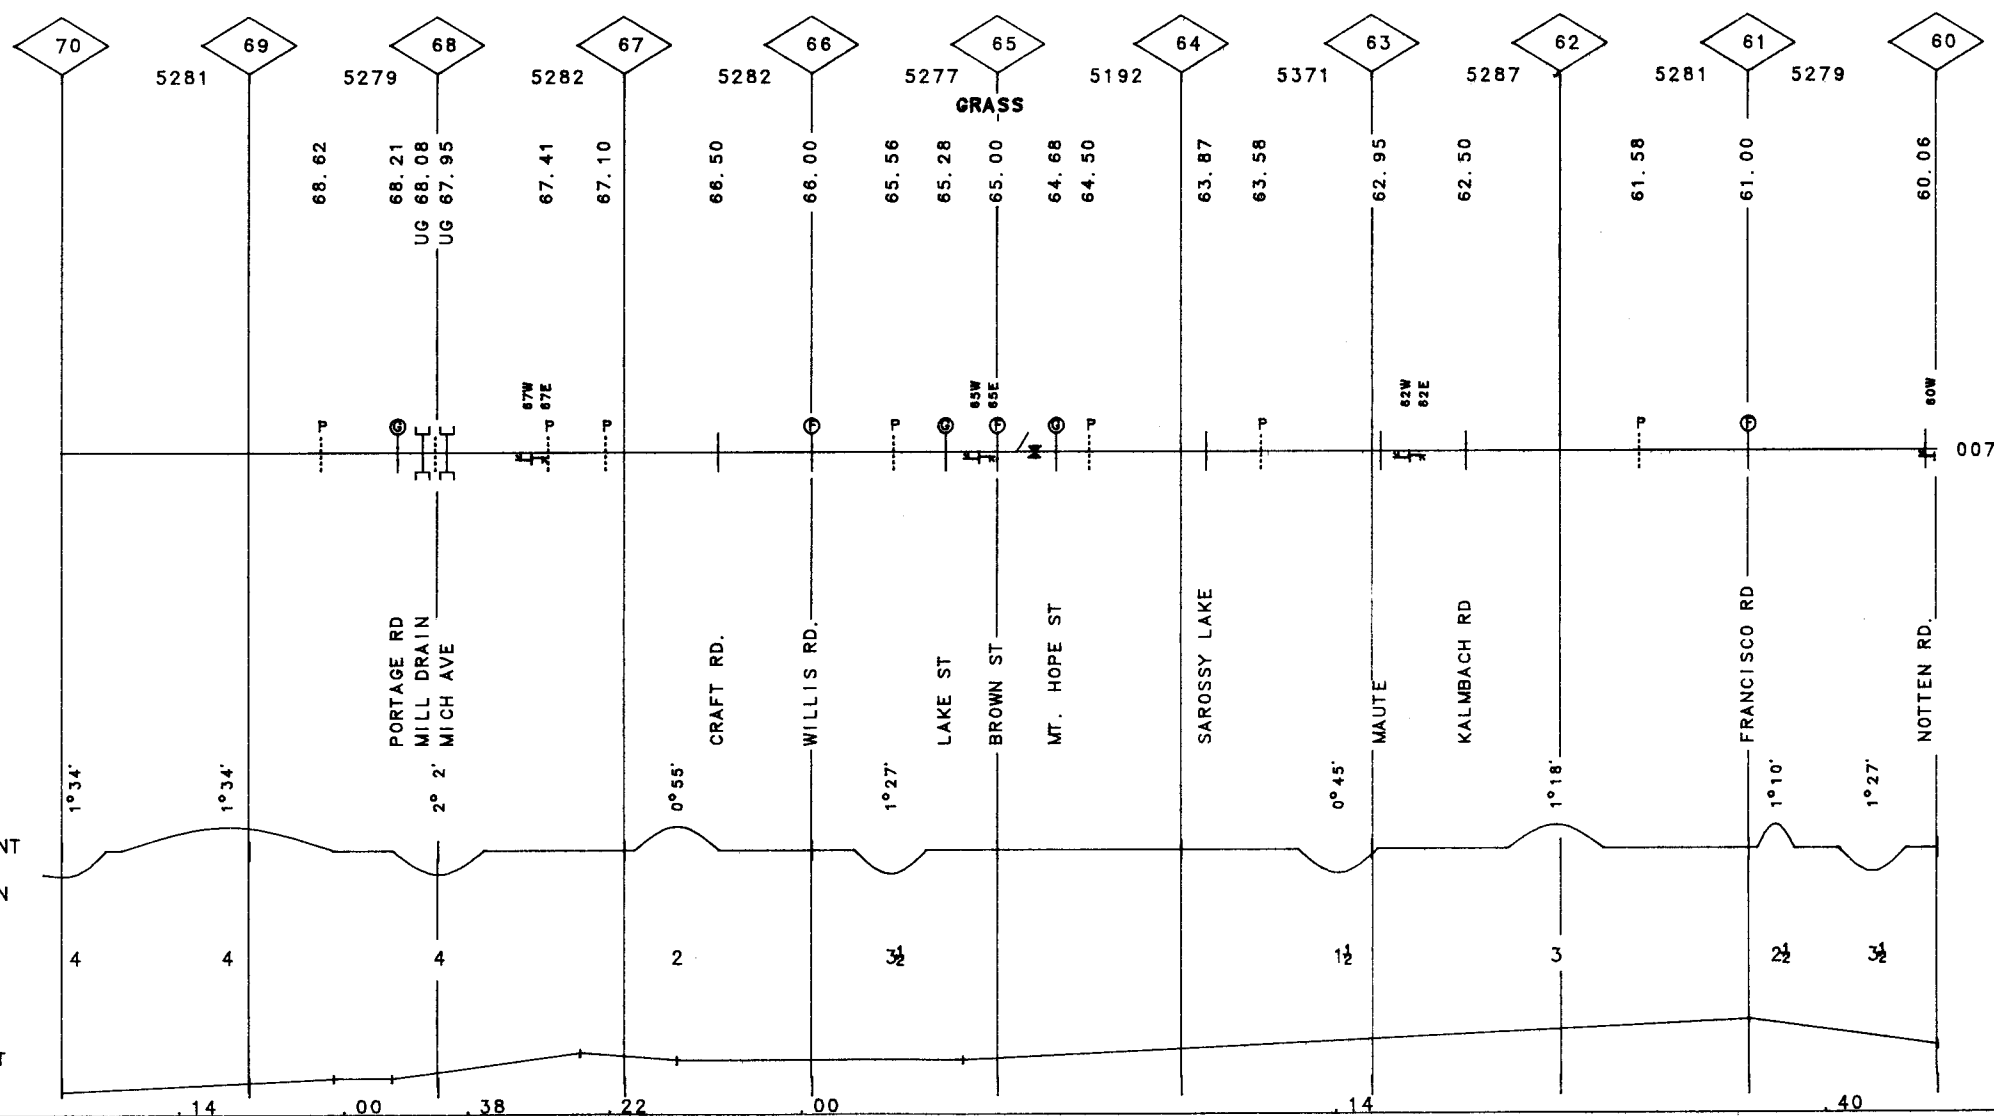 70 69 68 67 66 65 64 63 62 61 60
5281 5279 5282 5282 5277 5192 5371 5287 5281 5279
GRASS
68.62
68.21
UG 68.08
UG 67.95
67.41
67.10
66.50
66.00
65.56
65.28
65.00
64.68
64.50
63.87
63.58
62.95
62.50
61.58
61.00
60.06
67W
67E
65W
65E
62W
62E
60W
P G P P F P G F G P P P F
007
PORTAGE RD
MILL DRAIN
MICH AVE
CRAFT RD.
WILLIS RD.
LAKE ST
BROWN ST
MT. HOPE ST
SAROSSY LAKE
MAUTE
KALMBACH RD
FRANCISCO RD
NOTTEN RD.
1°34'
1°34'
2° 2'
0°55'
1°27'
0°45'
1°18'
1°10'
1°27'
NT
N
4 4 4 2 3½ 1½ 3 2½ 3½
T
.14 .00 .38 .22 .00 .14 .40